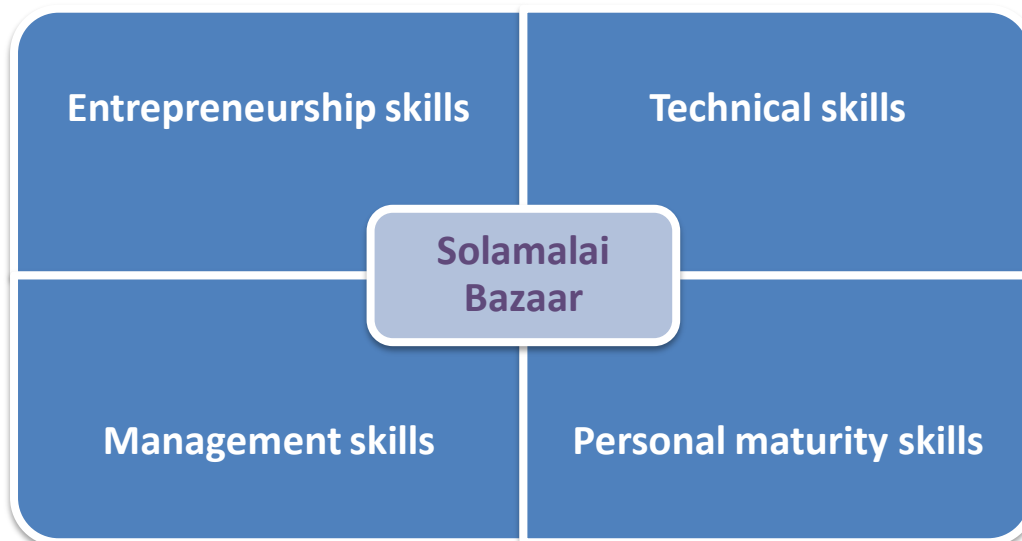 Entrepreneurship skills
Technical skills
Solamalai
Bazaar
Management skills
Personal maturity skills